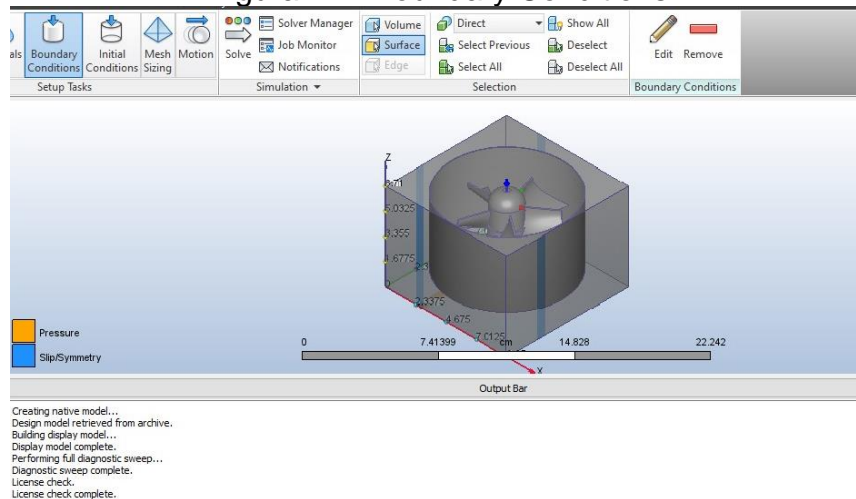 Solver Manager
Job Monitor
Notifications
Solve
Boundary Conditions
Initial Conditions
Mesh Sizing
Motion
Setup Tasks
Simulation
Volume
Surface
Edge
Direct
Select Previous
Select All
Show All
Deselect
Deselect All
Selection
Edit
Remove
Boundary Conditions
Z
5.0325
3.355
1.6775
2.3375
4.675
7.0125
X
Pressure
Slip/Symmetry
0
7.41399
cm
14.828
22.242
Output Bar
Creating native model...
Design model retrieved from archive.
Building display model...
Display model complete.
Performing full diagnostic sweep...
Diagnostic sweep complete.
License check.
License check complete.